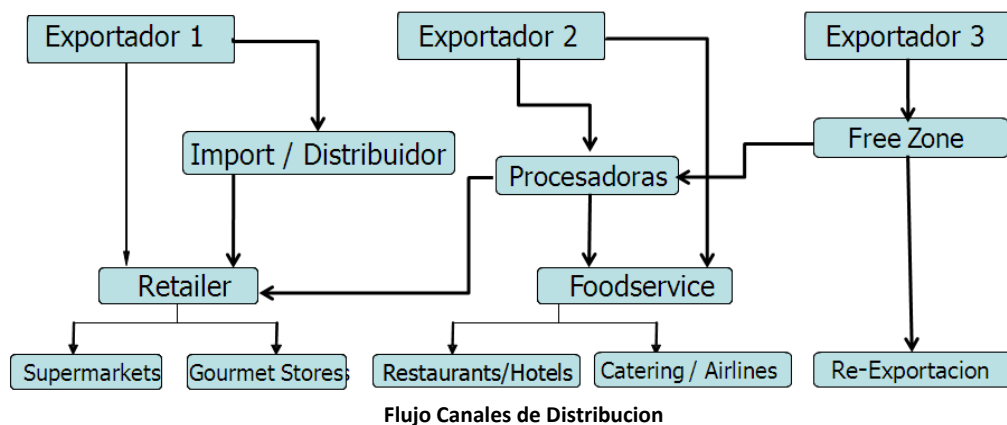 Exportador 1
Exportador 2
Exportador 3
Import / Distribuidor
Procesadoras
Free Zone
Retailer
Foodservice
Supermarkets
Gourmet Stores
Restaurants/Hotels
Catering / Airlines
Re-Exportacion
Flujo Canales de Distribucion